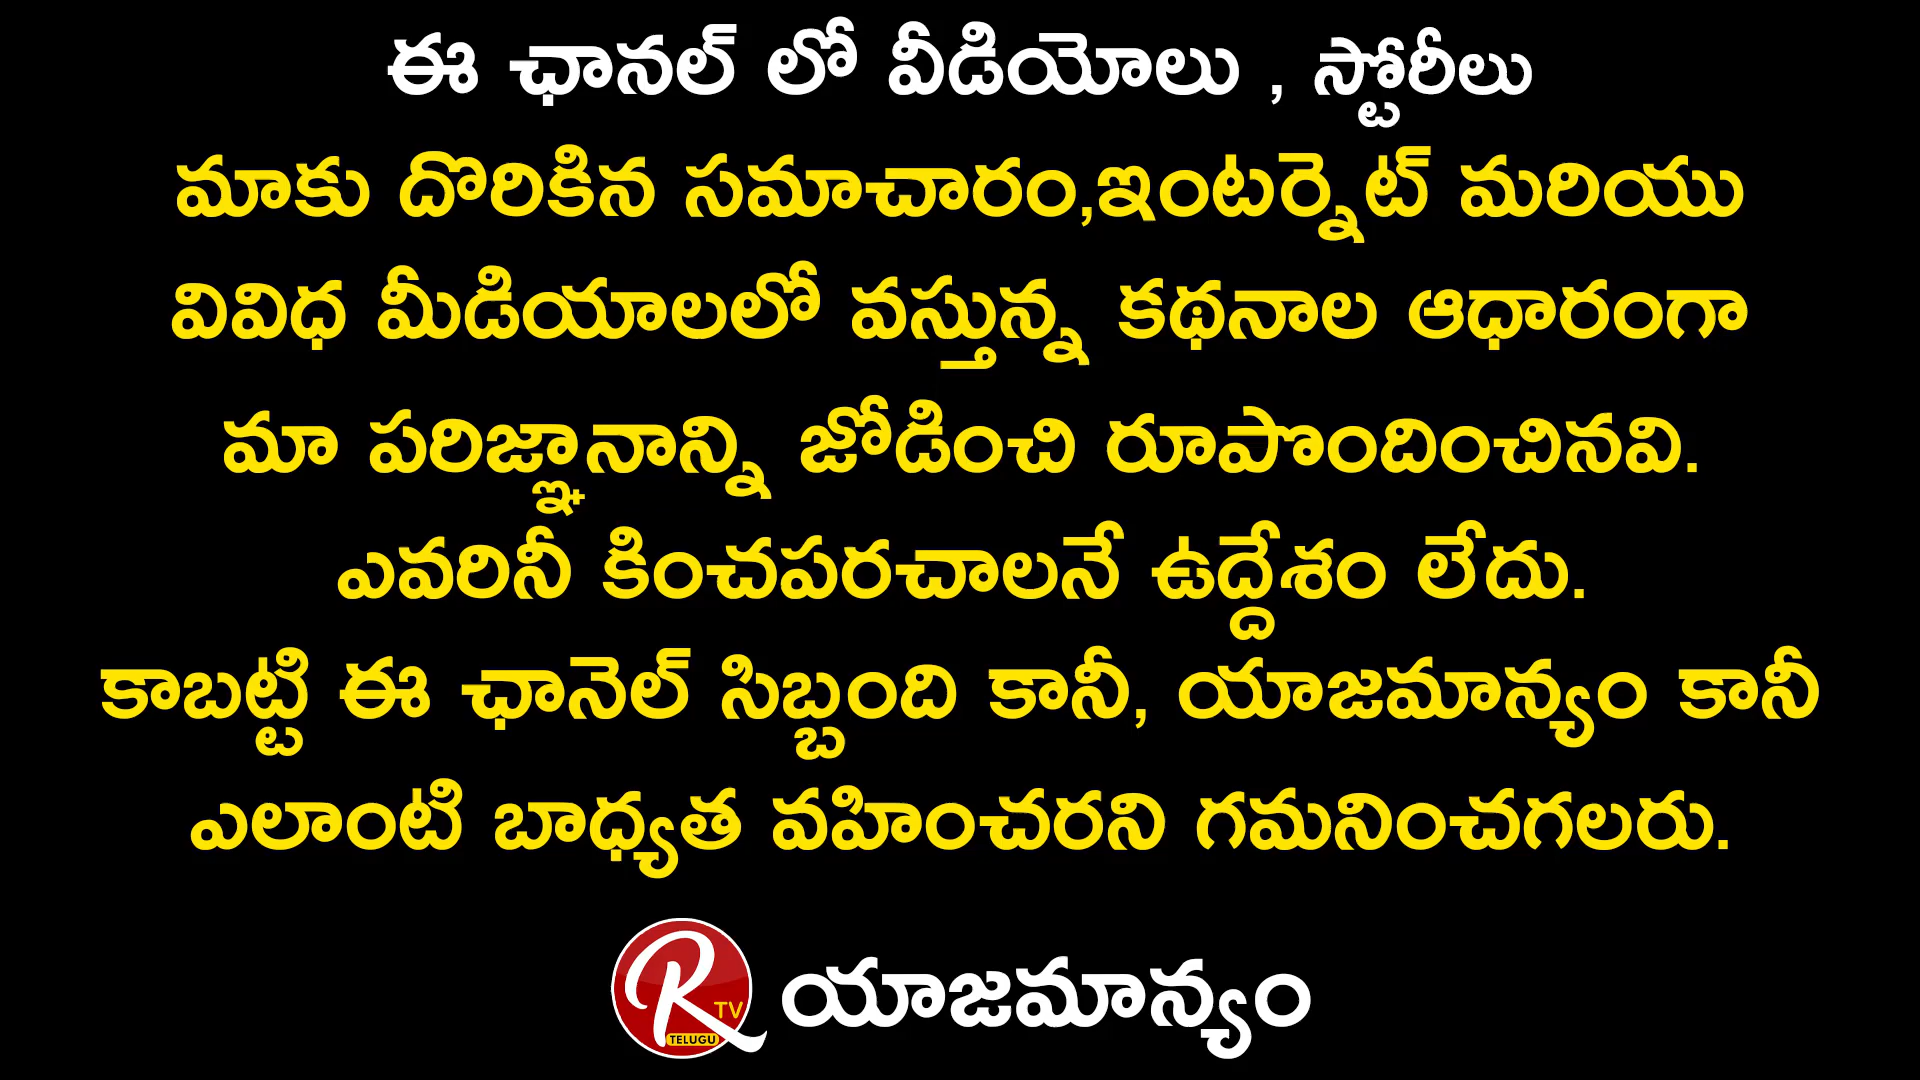 ఈ ఛానల్ లో వీడియోలు , స్టోరీలు
మాకు దొరికిన సమాచారం,ఇంటర్నెట్ మరియు
వివిధ మీడియాలలో వస్తున్న కథనాల ఆధారంగా
మా పరిజ్ఞానాన్ని జోడించి రూపొందించినవి.
ఎవరినీ కించపరచాలనే ఉద్దేశం లేదు.
కాబట్టి ఈ ఛానెల్ సిబ్బంది కానీ, యాజమాన్యం కానీ
ఎలాంటి బాధ్యత వహించరని గమనించగలరు.
R TV TELUGU యాజమాన్యం